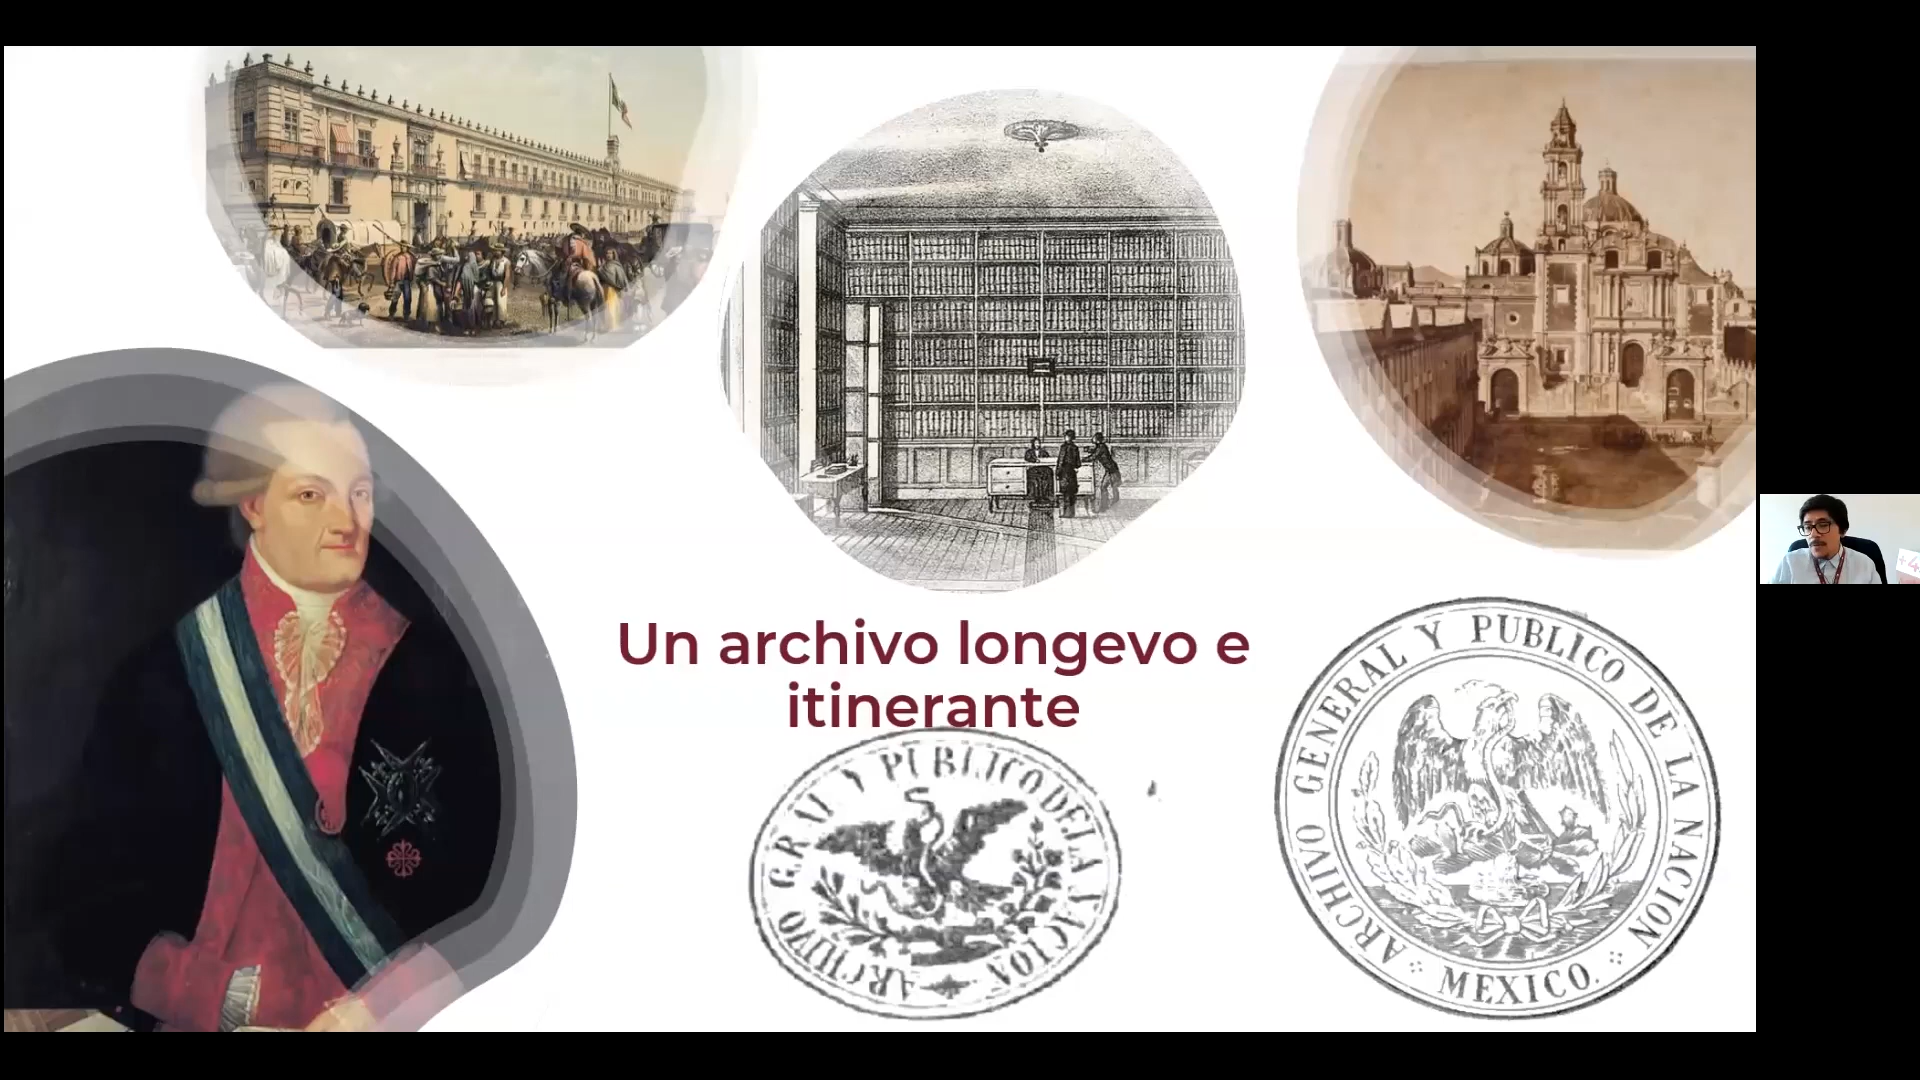 Un archivo longevo e
itinerante
ARCHIVO GRAL Y PUBLICO DE LA NACION
ARCHIVO GENERAL Y PUBLICO DE LA NACION
MEXICO.